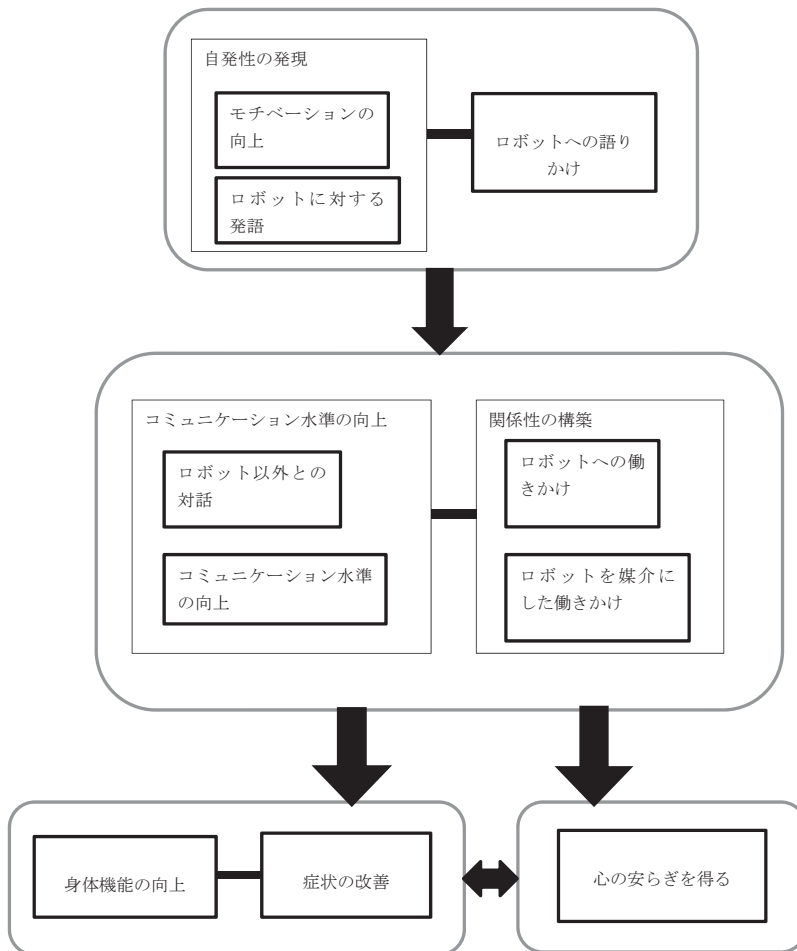 自発性の発現
モチベーションの
向上
ロボットに対する
発語
ロボットへの語り
かけ
コミュニケーション水準の向上
ロボット以外との
対話
コミュニケーション水準
の向上
関係性の構築
ロボットへの働
きかけ
ロボットを媒介に
した働きかけ
身体機能の向上
症状の改善
心の安らぎを得る